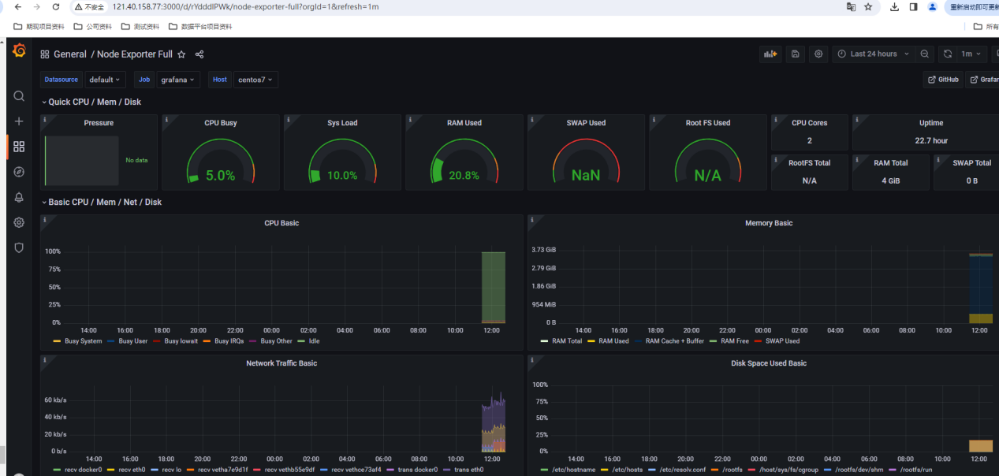 不安全 121.40.158.77:3000/d/rYdddlPWk/node-exporter-full?orgId=1&refresh=1m 重新启动即可更新
期现项目资料 公司资料 测试资料 数据平台项目资料 所有
General / Node Exporter Full Last 24 hours 1m
Datasource default Job grafana Host centos7 GitHub Grafan
Quick CPU / Mem / Disk
Pressure CPU Busy Sys Load RAM Used SWAP Used Root FS Used CPU Cores Uptime
2 22.7 hour
No data 5.0% 10.0% 20.8% NaN N/A
RootFS Total RAM Total SWAP Total
N/A 4 GiB 0 B
Basic CPU / Mem / Net / Disk
CPU Basic
100%
75%
50%
25%
0%
14:00 16:00 18:00 20:00 22:00 00:00 02:00 04:00 06:00 08:00 10:00 12:00
Busy System Busy User Busy Iowait Busy IRQs Busy Other Idle
Memory Basic
3.73 GiB
2.79 GiB
1.86 GiB
954 MiB
0 B
14:00 16:00 18:00 20:00 22:00 00:00 02:00 04:00 06:00 08:00 10:00 12:00
RAM Total RAM Used RAM Cache + Buffer RAM Free SWAP Used
Network Traffic Basic
60 kb/s
40 kb/s
20 kb/s
0 b/s
14:00 16:00 18:00 20:00 22:00 00:00 02:00 04:00 06:00 08:00 10:00 12:00
recv docker0 recv eth0 recv lo recv vetha7e9d1f recv vethb55e9df recv vethce73af4 trans docker0 trans eth0
Disk Space Used Basic
100%
75%
50%
25%
0%
14:00 16:00 18:00 20:00 22:00 00:00 02:00 04:00 06:00 08:00 10:00 12:00
/etc/hostname /etc/hosts /etc/resolv.conf /rootfs /host/sys/fs/cgroup /rootfs/dev/shm /rootfs/run